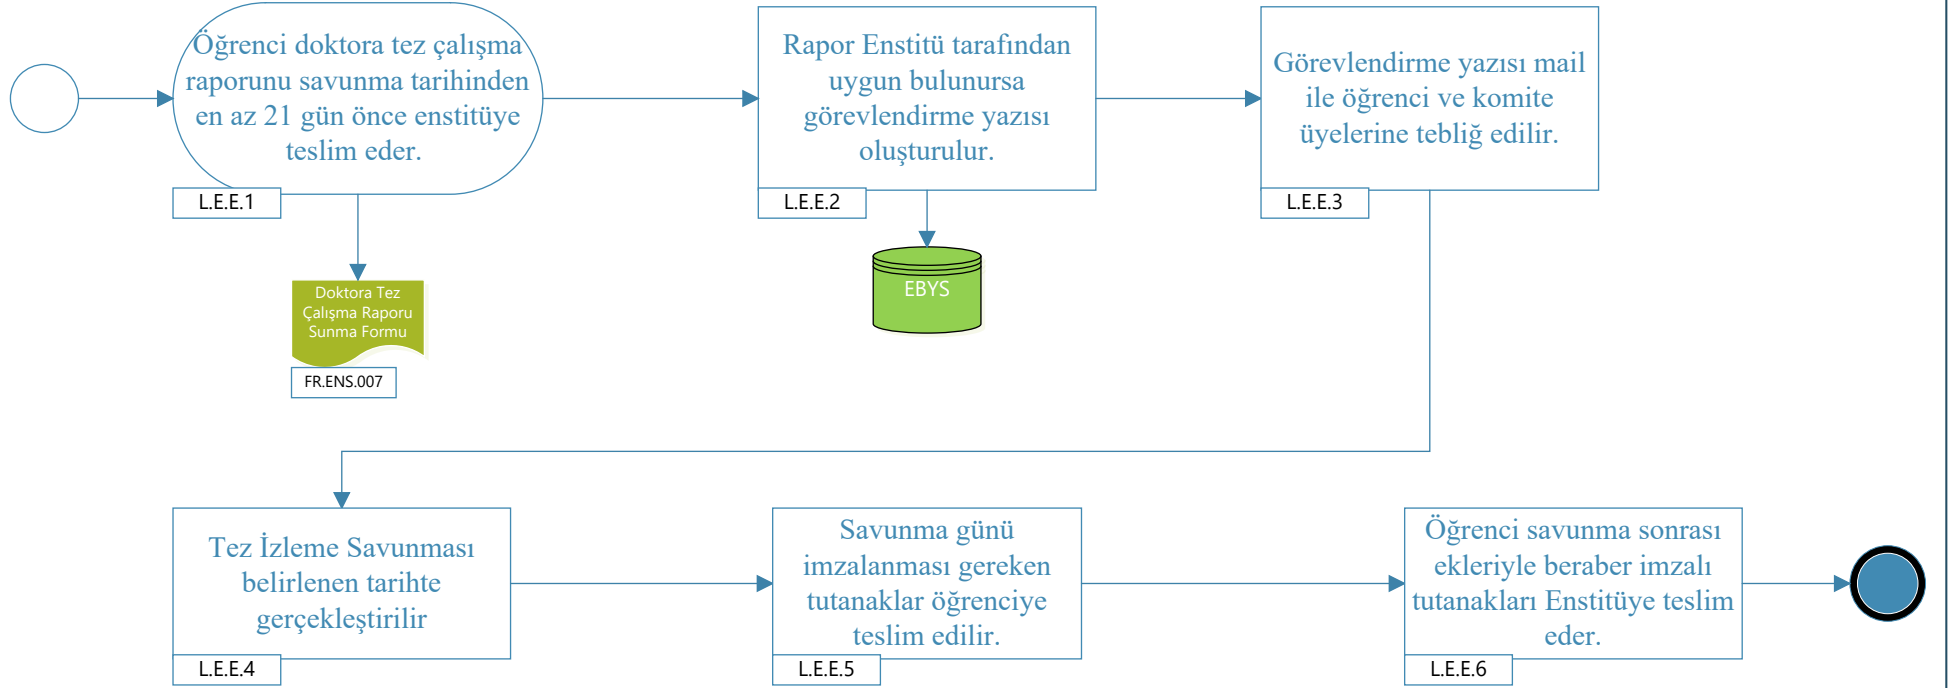 Öğrenci doktora tez çalışma
raporunu savunma tarihinden
en az 21 gün önce enstitüye
teslim eder.
L.E.E.1
Doktora Tez
Çalışma Raporu
Sunma Formu
FR.ENS.007
Rapor Enstitü tarafından
uygun bulunursa
görevlendirme yazısı
oluşturulur.
L.E.E.2
EBYS
Görevlendirme yazısı mail
ile öğrenci ve komite
üyelerine tebliğ edilir.
L.E.E.3
Tez İzleme Savunması
belirlenen tarihte
gerçekleştirilir
L.E.E.4
Savunma günü
imzalanması gereken
tutanaklar öğrenciye
teslim edilir.
L.E.E.5
Öğrenci savunma sonrası
ekleriyle beraber imzalı
tutanakları Enstitüye teslim
eder.
L.E.E.6